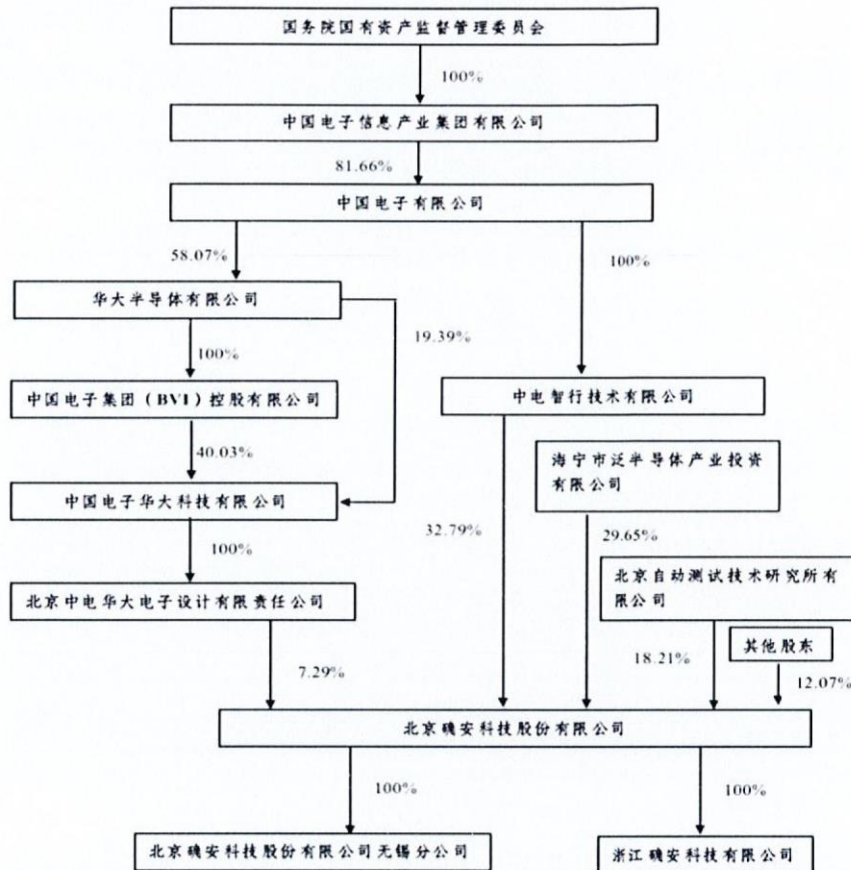 国务院国有资产监督管理委员会
100%
中国电子信息产业集团有限公司
81.66%
中国电子有限公司
58.07%
100%
华大半导体有限公司
19.39%
100%
中国电子集团（BVI）控股有限公司
中电智行技术有限公司
40.03%
海宁市泛半导体产业投资
有限公司
中国电子华大科技有限公司
32.79%
29.65%
100%
北京自动测试技术研究所有
限公司
北京中电华大电子设计有限责任公司
其他股东
7.29%
18.21%
12.07%
北京确安科技股份有限公司
100%
100%
北京确安科技股份有限公司无锡分公司
浙江确安科技有限公司